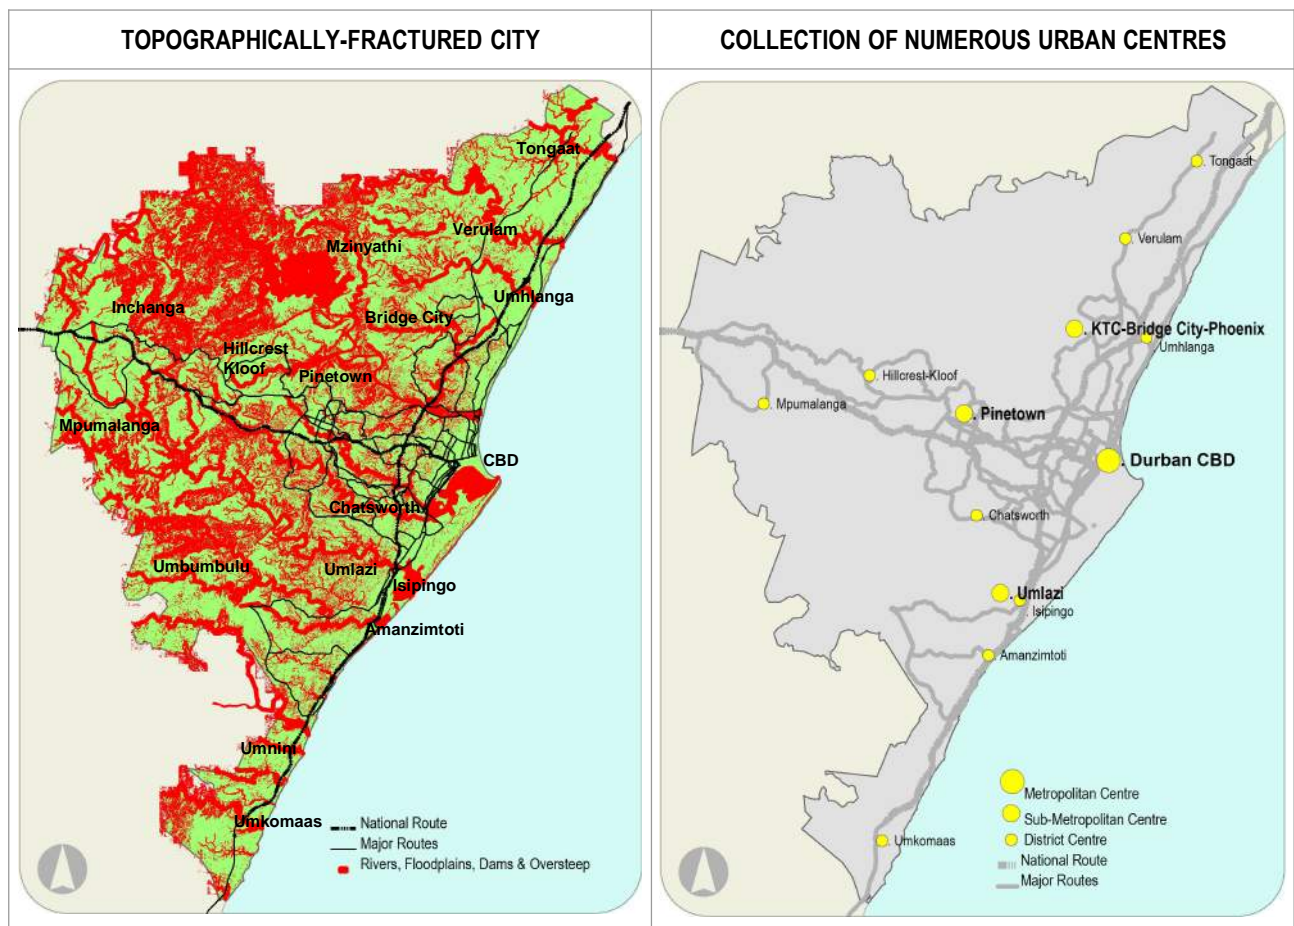 TOPOGRAPHICALLY-FRACTURED CITY
Tongaat
Verulam
Mzinyathi
Umhlanga
Inchanga
Bridge City
Hillcrest
Kloof
Pinetown
Mpumalanga
CBD
Chatsworth
Umbumbulu
Umlazi
Isipingo
Amanzimtoti
Umnini
Umkomaas
National Route
Major Routes
Rivers, Floodplains, Dams & Oversteep
COLLECTION OF NUMEROUS URBAN CENTRES
. Tongaat
. Verulam
. KTC-Bridge City-Phoenix
. Umhlanga
. Hillcrest-Kloof
. Mpumalanga
. Pinetown
. Durban CBD
. Chatsworth
. Umlazi
. Isipingo
. Amanzimtoti
. Umkomaas
Metropolitan Centre
Sub-Metropolitan Centre
District Centre
National Route
Major Routes